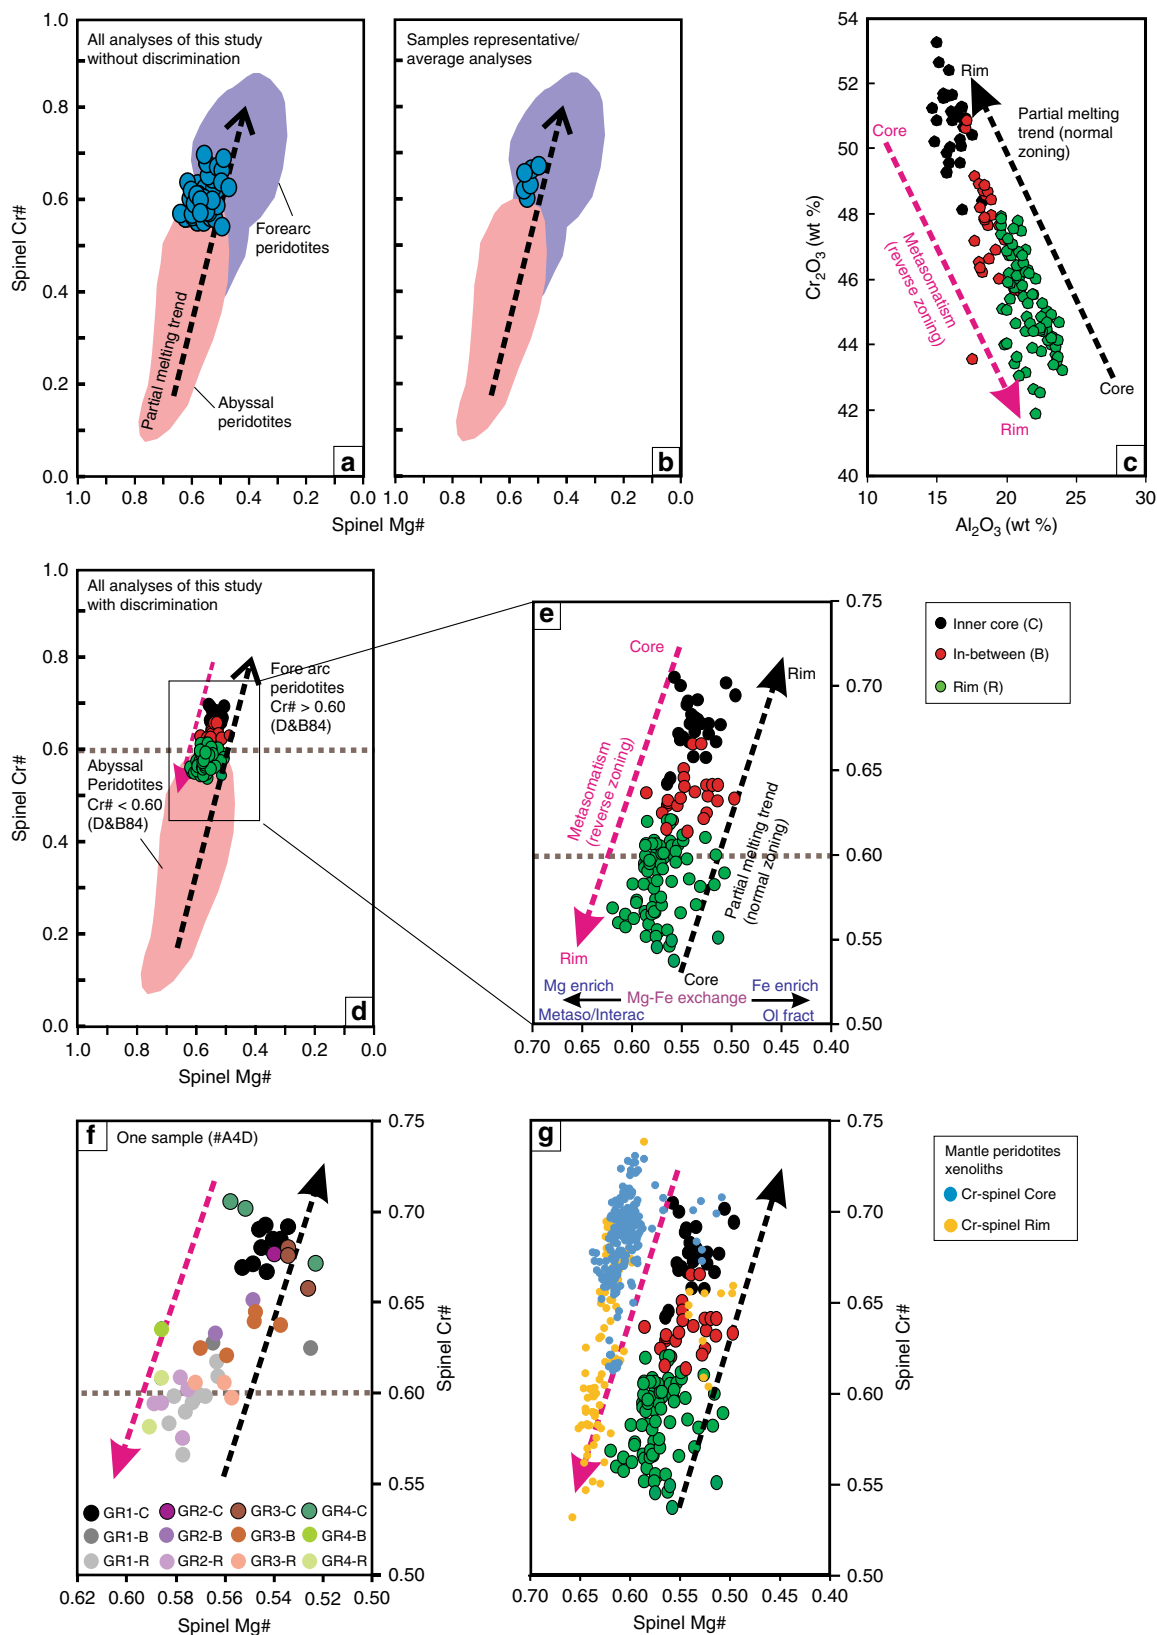 1.0
0.8
0.6
0.4
0.2
0.0
Spinel Cr#
All analyses of this study
without discrimination
Forearc
peridotites
Partial melting trend
Abyssal
peridotites
a
1.0
0.8
0.6
0.4
0.2
0.0
Samples representative/
average analyses
b
1.0
0.8
0.6
0.4
0.2
0.0
Spinel Mg#
54
52
50
48
46
44
42
40
Cr2O3 (wt %)
Rim
Core
Partial melting
trend (normal
zoning)
Metasomatism
(reverse zoning)
Core
Rim
c
10
15
20
25
30
Al2O3 (wt %)
1.0
0.8
0.6
0.4
0.2
0.0
Spinel Cr#
All analyses of this study
with discrimination
Fore arc
peridotites
Cr# > 0.60
(D&B84)
Abyssal
Peridotites
Cr# < 0.60
(D&B84)
d
1.0
0.8
0.6
0.4
0.2
0.0
Spinel Mg#
e
Core
Rim
Metasomatism
(reverse zoning)
Partial melting trend
(normal zoning)
Rim
Core
Mg enrich
Fe enrich
Mg-Fe exchange
Metaso/Interac
Ol fract
0.75
0.70
0.65
0.60
0.55
0.50
0.70
0.65
0.60
0.55
0.50
0.45
0.40
Inner core (C)
In-between (B)
Rim (R)
f
One sample (#A4D)
GR1-C
GR2-C
GR3-C
GR4-C
GR1-B
GR2-B
GR3-B
GR4-B
GR1-R
GR2-R
GR3-R
GR4-R
0.75
0.70
0.65
0.60
0.55
0.50
Spinel Cr#
0.62
0.60
0.58
0.56
0.54
0.52
0.50
Spinel Mg#
g
0.75
0.70
0.65
0.60
0.55
0.50
Spinel Cr#
0.70
0.65
0.60
0.55
0.50
0.45
0.40
Spinel Mg#
Mantle peridotites
xenoliths
Cr-spinel Core
Cr-spinel Rim